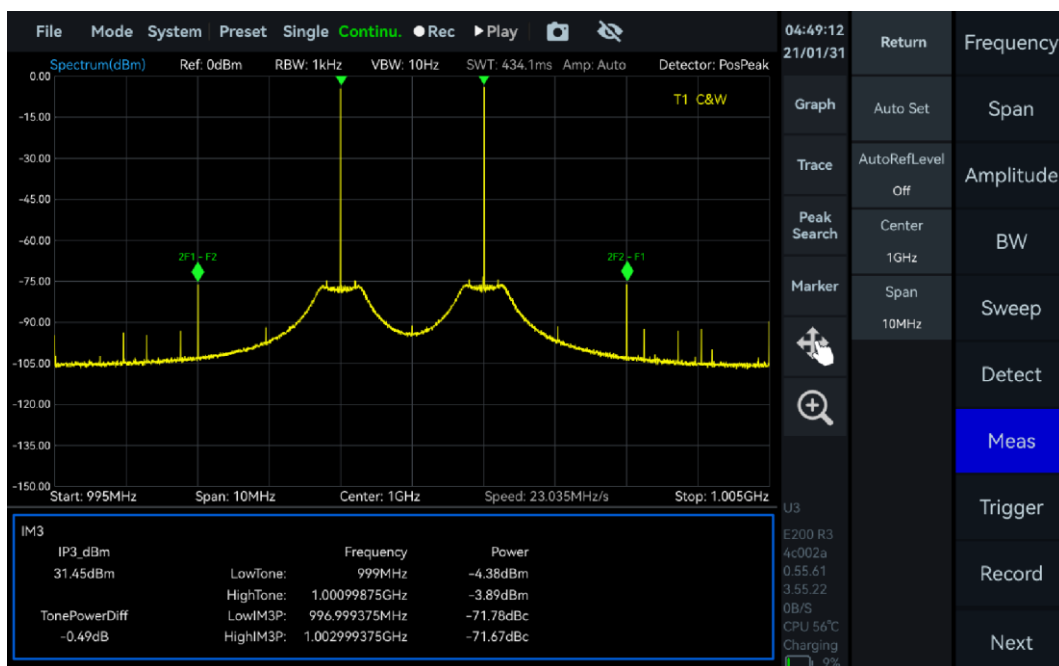 File Mode System Preset Single Continu. Rec Play
04:49:12
21/01/31
Spectrum(dBm) Ref: 0dBm RBW: 1kHz VBW: 10Hz SWT: 434.1ms Amp: Auto Detector: PosPeak
T1 C&W
0.00
-15.00
-30.00
-45.00
-60.00
-75.00
-90.00
-105.00
-120.00
-135.00
-150.00
2F1 - F2
2F2 - F1
Start: 995MHz Span: 10MHz Center: 1GHz Speed: 23.035MHz/s Stop: 1.005GHz
IM3
IP3_dBm Frequency Power
31.45dBm LowTone: 999MHz -4.38dBm
HighTone: 1.00099875GHz -3.89dBm
TonePowerDiff LowIM3P: 996.999375MHz -71.78dBc
-0.49dB HighIM3P: 1.002999375GHz -71.67dBc
Graph
Trace
Peak
Search
Marker
U3
E200 R3
4c002a
0.55.61
3.55.22
0B/S
CPU 56°C
Charging
9%
Return
Auto Set
AutoRefLevel
Off
Center
1GHz
Span
10MHz
Frequency
Span
Amplitude
BW
Sweep
Detect
Meas
Trigger
Record
Next